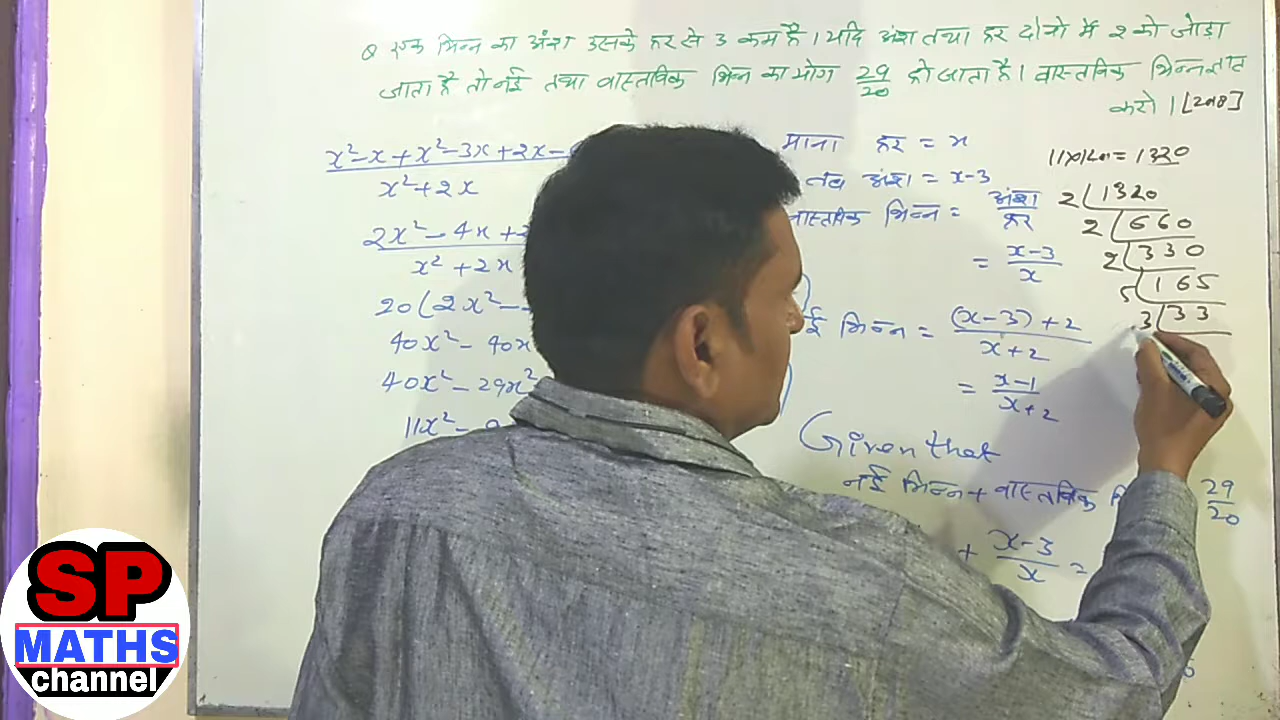 Q एक भिन्न का अंश उसके हर से 3 कम है। यदि अंश तथा हर दोनो में 2 को जोड़ा
जाता है तो नई तथा वास्तविक भिन्न का योग 29/20 हो जाता है। वास्तविक भिन्न ज्ञात
करो। [2018]
x²-x+x²-3x+2x-
x²+2x
2x²-4x+2
x²+2x
20(2x²-
40x²-40x
40x²-29x²
11x²-9
माना हर = x
तब अंश = x-3
वास्तविक भिन्न = अंश/हर
= x-3/x
नई भिन्न = (x-3)+2/x+2
= x-1/x+2
Given that
नई भिन्न + वास्तविक 29/20
+ x-3/x =
= 1320
2 1320
2 660
2 330
5 165
3 33
SP
MATHS
channel